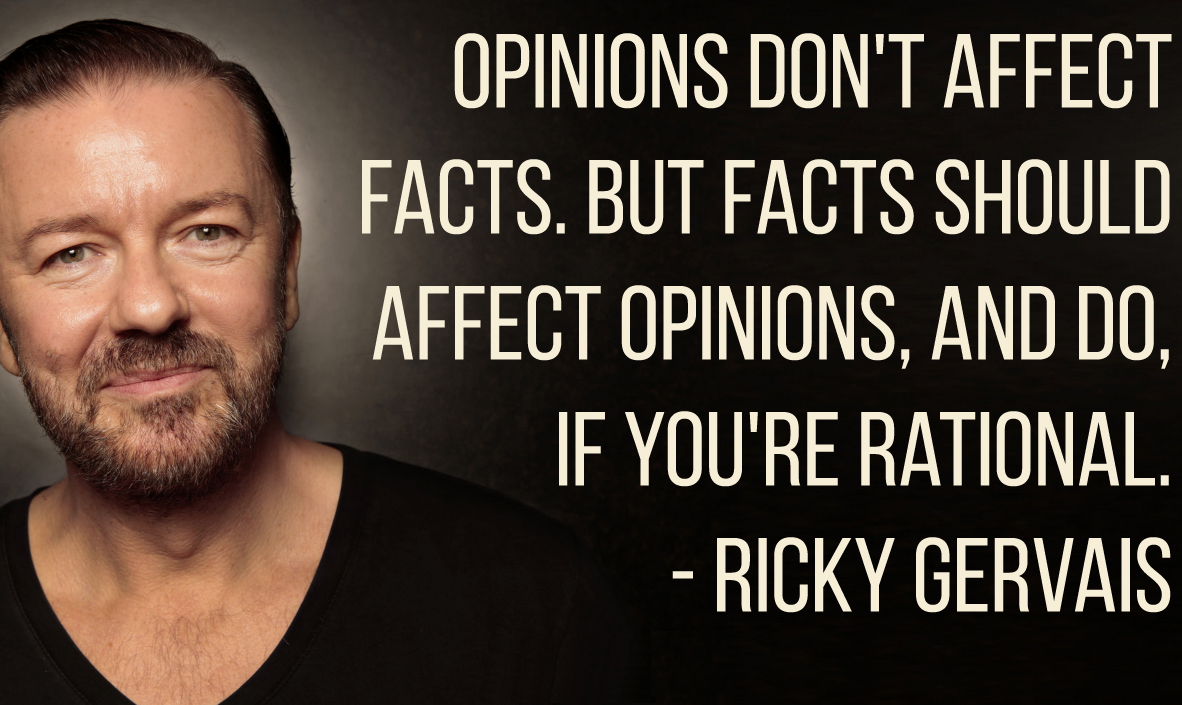 OPINIONS DON'T AFFECT
FACTS. BUT FACTS SHOULD
AFFECT OPINIONS, AND DO,
IF YOU'RE RATIONAL.
- RICKY GERVAIS